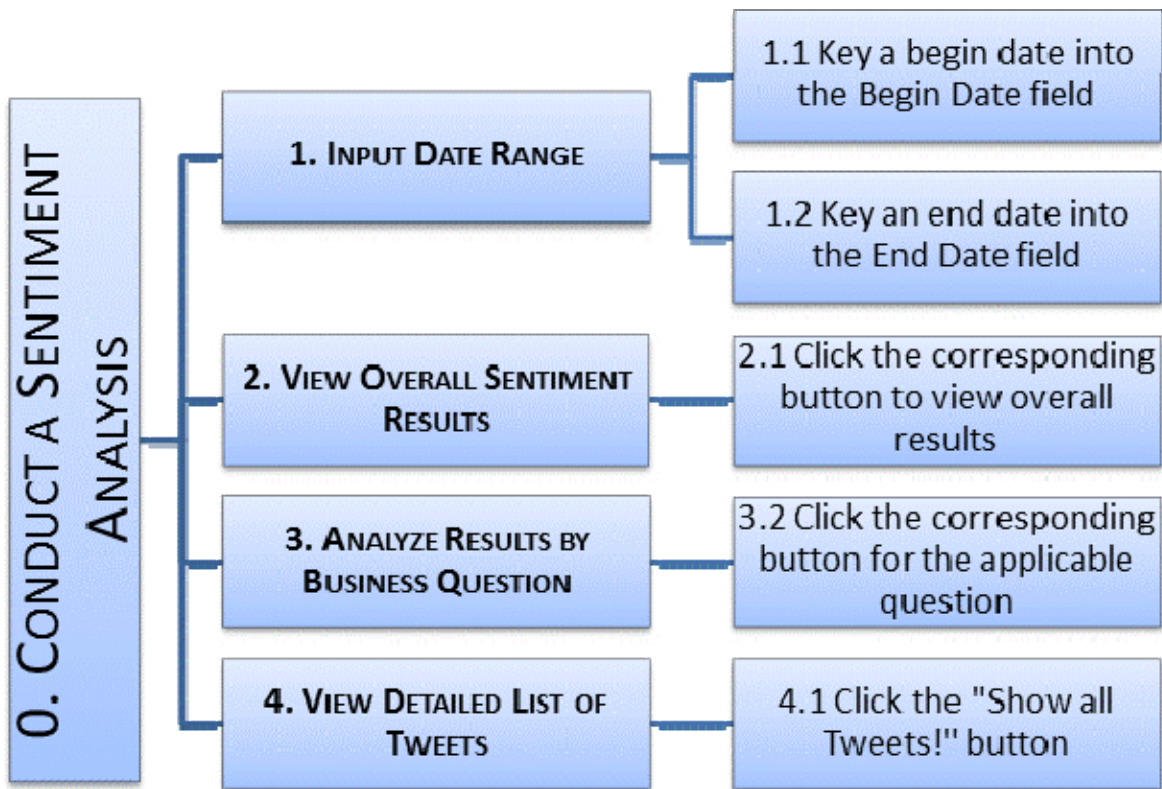 0. CONDUCT A SENTIMENT
ANALYSIS
1. INPUT DATE RANGE
1.1 Key a begin date into
the Begin Date field
1.2 Key an end date into
the End Date field
2. VIEW OVERALL SENTIMENT
RESULTS
2.1 Click the corresponding
button to view overall
results
3. ANALYZE RESULTS BY
BUSINESS QUESTION
3.2 Click the corresponding
button for the applicable
question
4. VIEW DETAILED LIST OF
TWEETS
4.1 Click the "Show all
Tweets!" button